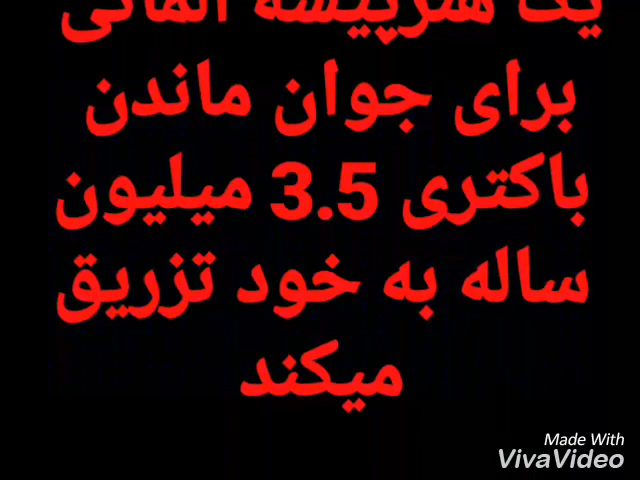 یک هنرپیشه آلمانی
برای جوان ماندن
باکتری 3.5 میلیون
ساله به خود تزریق
میکند
Made With
VivaVideo